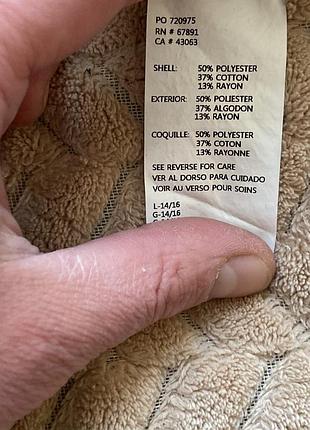 PO 720975
RN # 67891
CA # 43063
SHELL: 50% POLYESTER
37% COTTON
13% RAYON
EXTERIOR: 50% POLIESTER
37% ALGODON
13% RAYON
COQUILLE: 50% POLYESTER
37% COTON
13% RAYONNE
SEE REVERSE FOR CARE
VER AL DORSO PARA CUIDADO
VOIR AU VERSO POUR SOINS
L-14/16
G-14/16